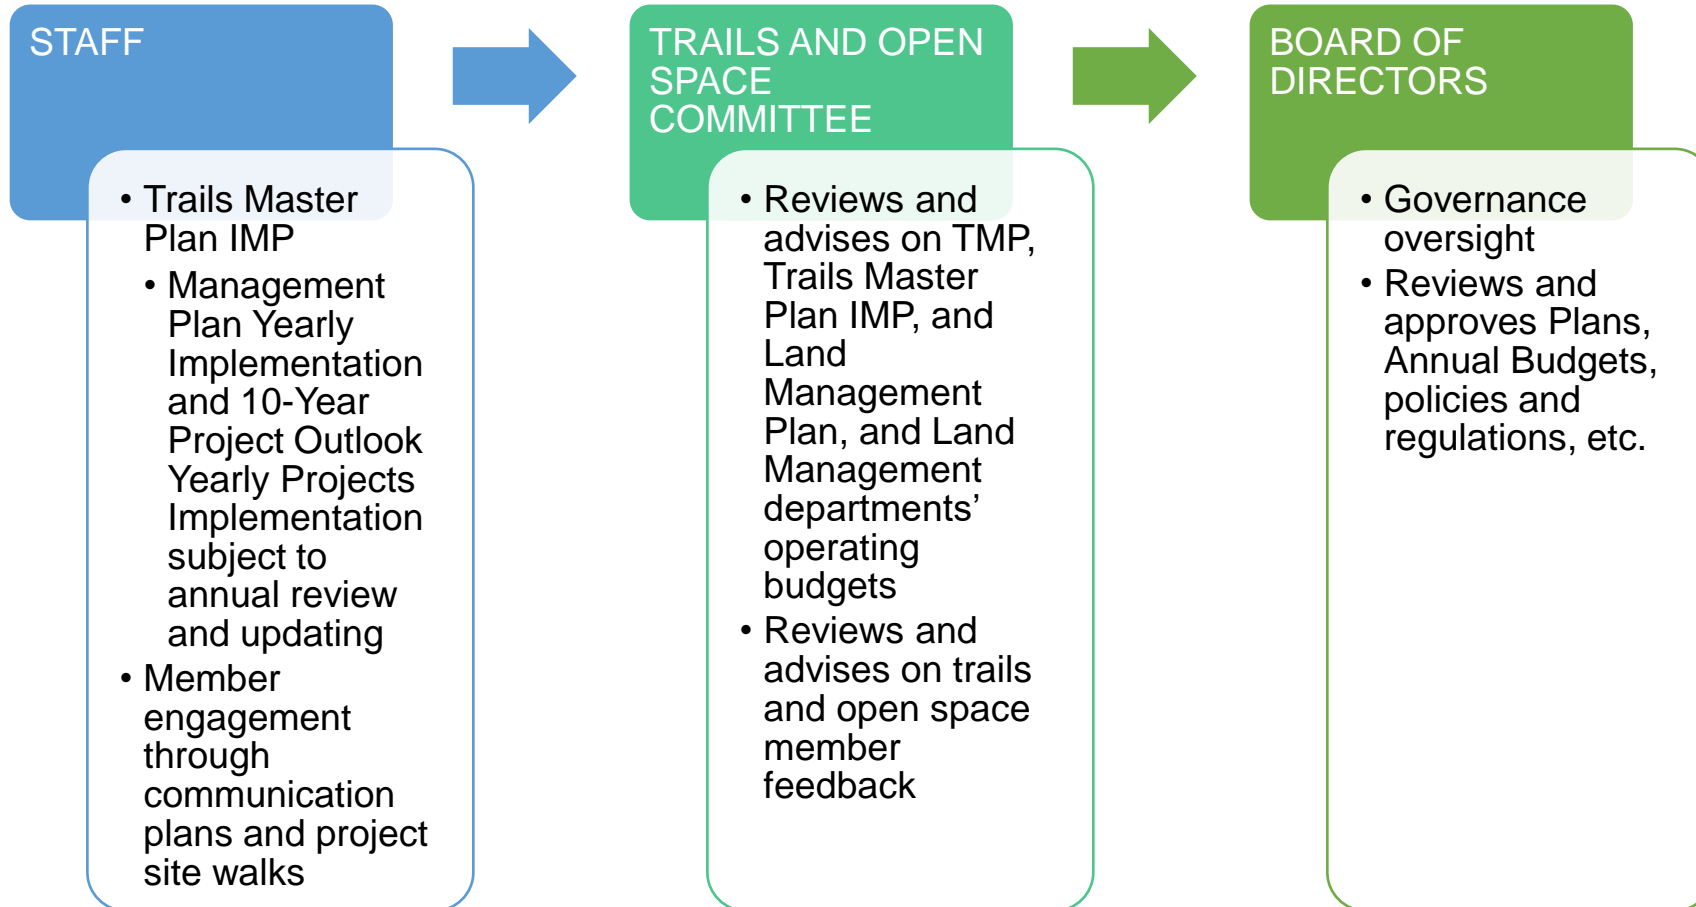 STAFF
• Trails Master
Plan IMP
• Management
Plan Yearly
Implementation
and 10-Year
Project Outlook
Yearly Projects
Implementation
subject to
annual review
and updating
• Member
engagement
through
communication
plans and project
site walks
TRAILS AND OPEN
SPACE
COMMITTEE
• Reviews and
advises on TMP,
Trails Master
Plan IMP, and
Land
Management
Plan, and Land
Management
departments’
operating
budgets
• Reviews and
advises on trails
and open space
member
feedback
BOARD OF
DIRECTORS
• Governance
oversight
• Reviews and
approves Plans,
Annual Budgets,
policies and
regulations, etc.